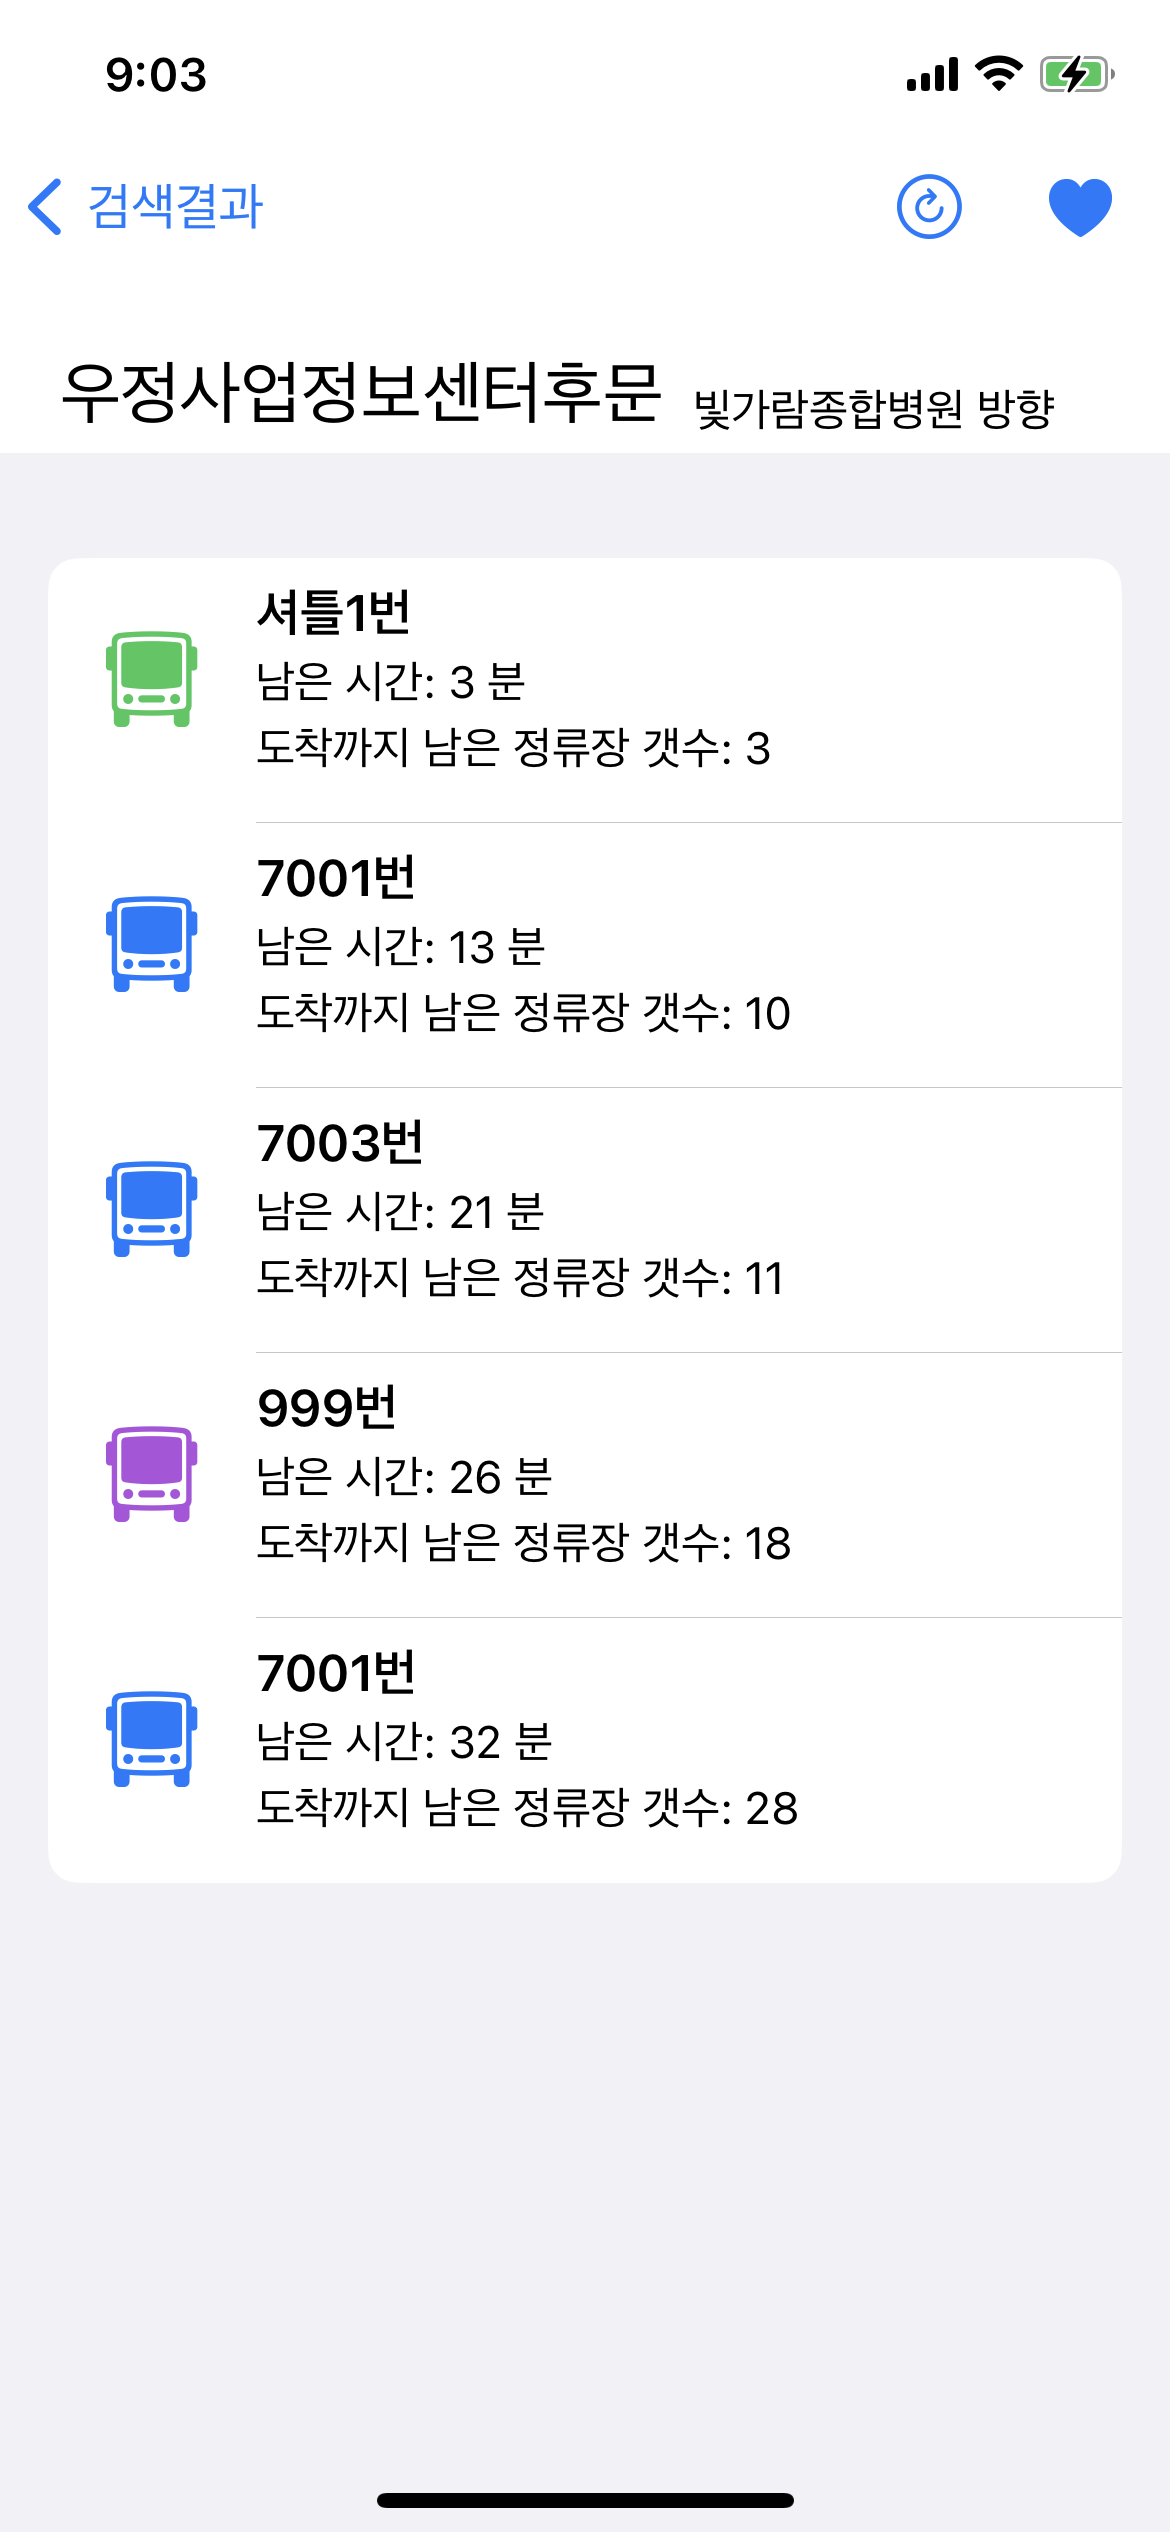 9:03
검색결과
우정사업정보센터후문 빛가람종합병원 방향
셔틀1번
남은 시간: 3 분
도착까지 남은 정류장 갯수: 3
7001번
남은 시간: 13 분
도착까지 남은 정류장 갯수: 10
7003번
남은 시간: 21 분
도착까지 남은 정류장 갯수: 11
999번
남은 시간: 26 분
도착까지 남은 정류장 갯수: 18
7001번
남은 시간: 32 분
도착까지 남은 정류장 갯수: 28